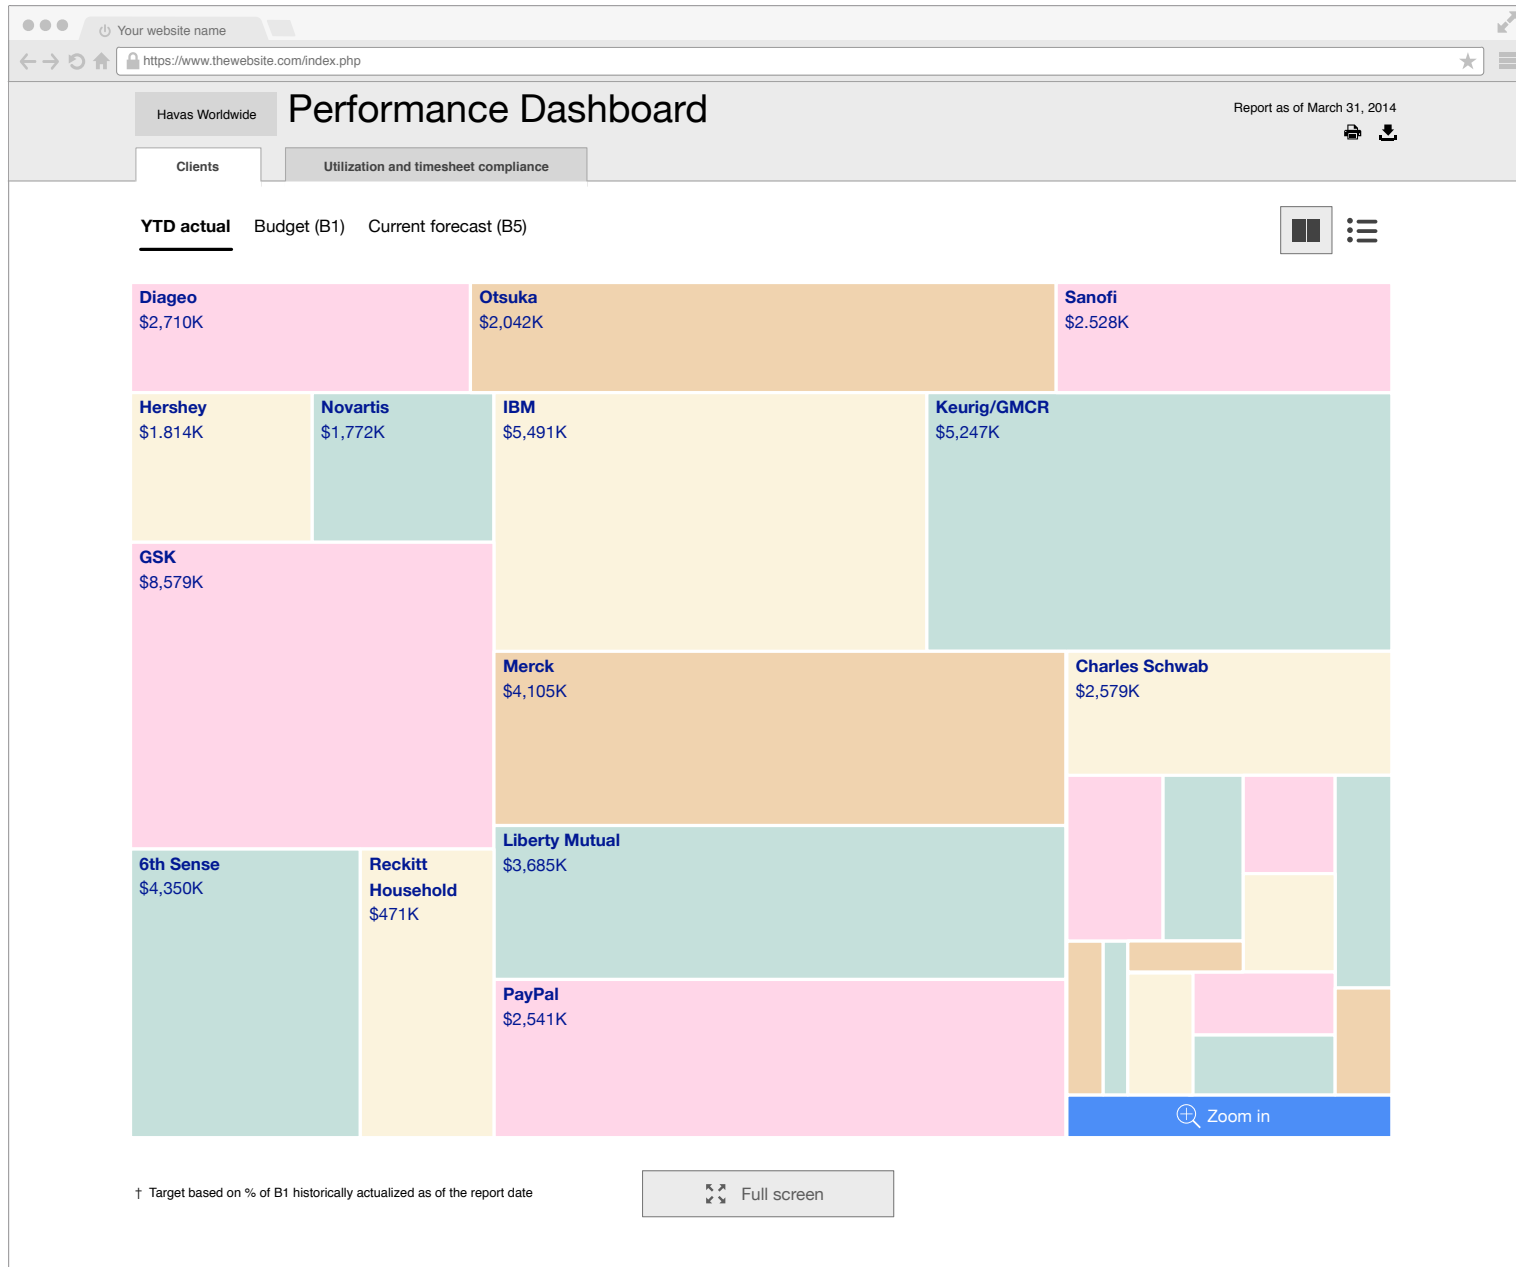 Your website name
https://www.thewebsite.com/index.php
Havas Worldwide
Performance Dashboard
Report as of March 31, 2014
Clients
Utilization and timesheet compliance
YTD actual
Budget (B1)
Current forecast (B5)
Diageo
$2,710K
Otsuka
$2,042K
Sanofi
$2.528K
Hershey
$1.814K
Novartis
$1,772K
IBM
$5,491K
Keurig/GMCR
$5,247K
GSK
$8,579K
Merck
$4,105K
Charles Schwab
$2,579K
Liberty Mutual
$3,685K
6th Sense
$4,350K
Reckitt
Household
$471K
PayPal
$2,541K
Zoom in
† Target based on % of B1 historically actualized as of the report date
Full screen